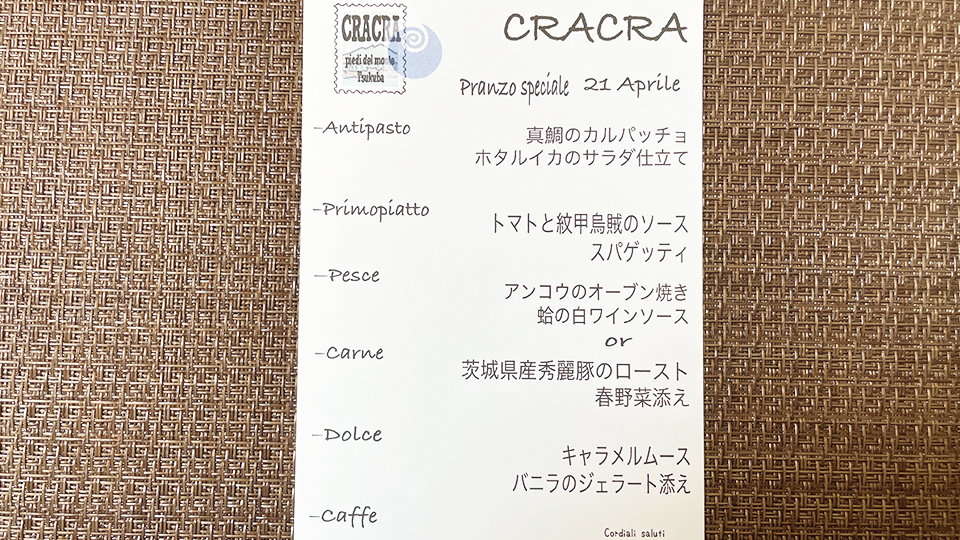 CRACRA
piedi del mondo
Tsukuba
CRACRA
Pranzo speciale 21 Aprile
-Antipasto
真鯛のカルパッチョ
ホタルイカのサラダ仕立て
-Primopiatto
トマトと紋甲烏賊のソース
スパゲッティ
-Pesce
アンコウのオーブン焼き
蛤の白ワインソース
or
-Carne
茨城県産秀麗豚のロースト
春野菜添え
-Dolce
キャラメルムース
バニラのジェラート添え
-Caffe
Cordiali saluti